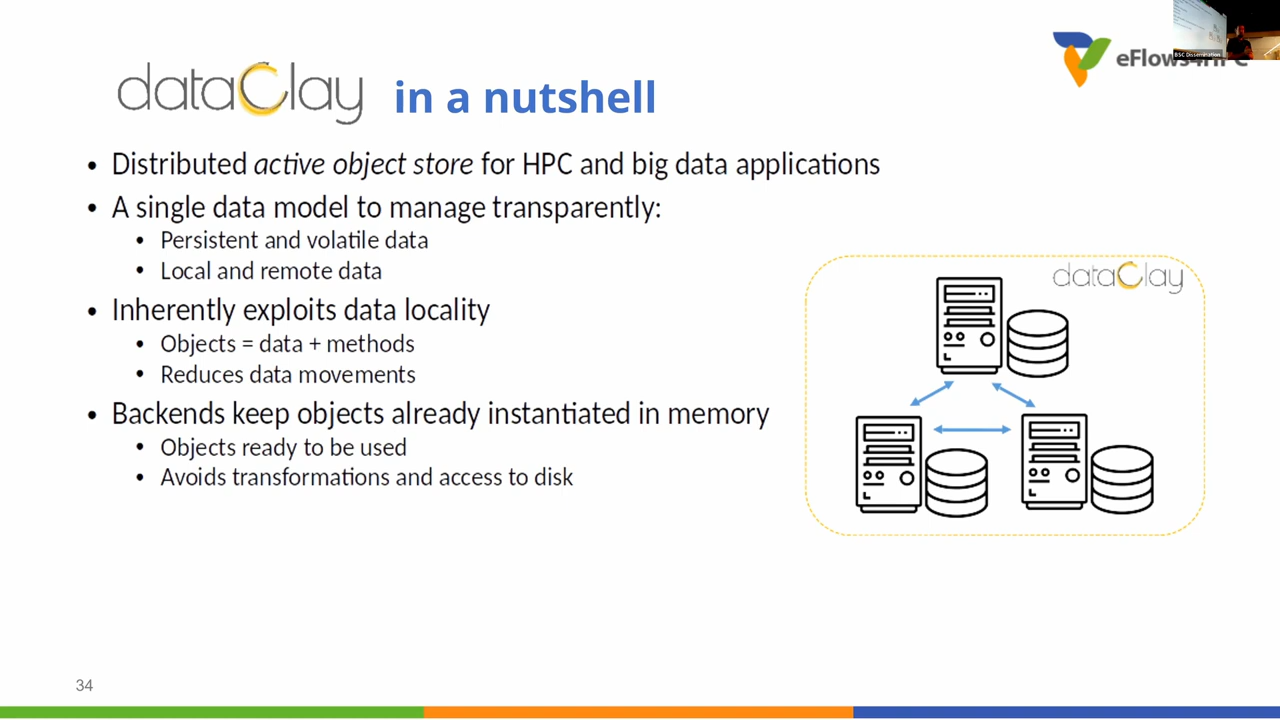 dataClay in a nutshell
eFlows4HPC
BSC Dissemination
• Distributed active object store for HPC and big data applications
• A single data model to manage transparently:
• Persistent and volatile data
• Local and remote data
• Inherently exploits data locality
• Objects = data + methods
• Reduces data movements
• Backends keep objects already instantiated in memory
• Objects ready to be used
• Avoids transformations and access to disk
dataClay
34